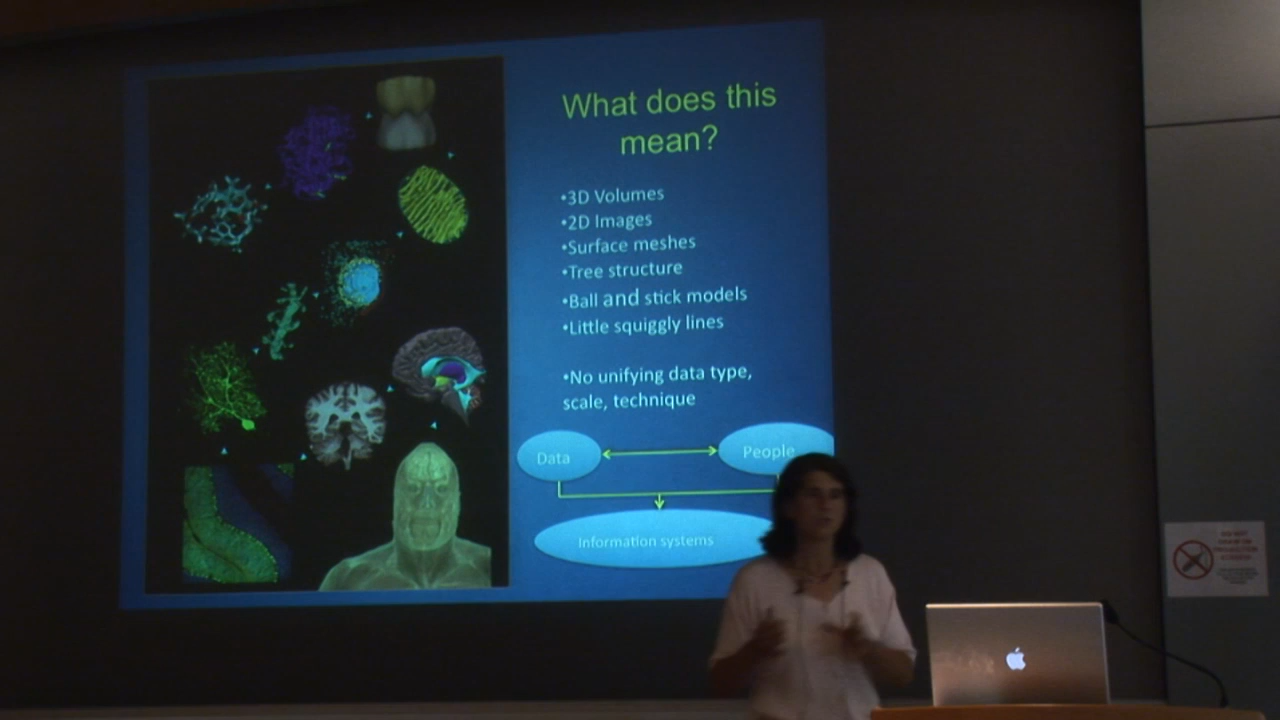 What does this
mean?
•3D Volumes
•2D Images
•Surface meshes
•Tree structure
•Ball and stick models
•Little squiggly lines
•No unifying data type,
scale, technique
Data
People
Information systems